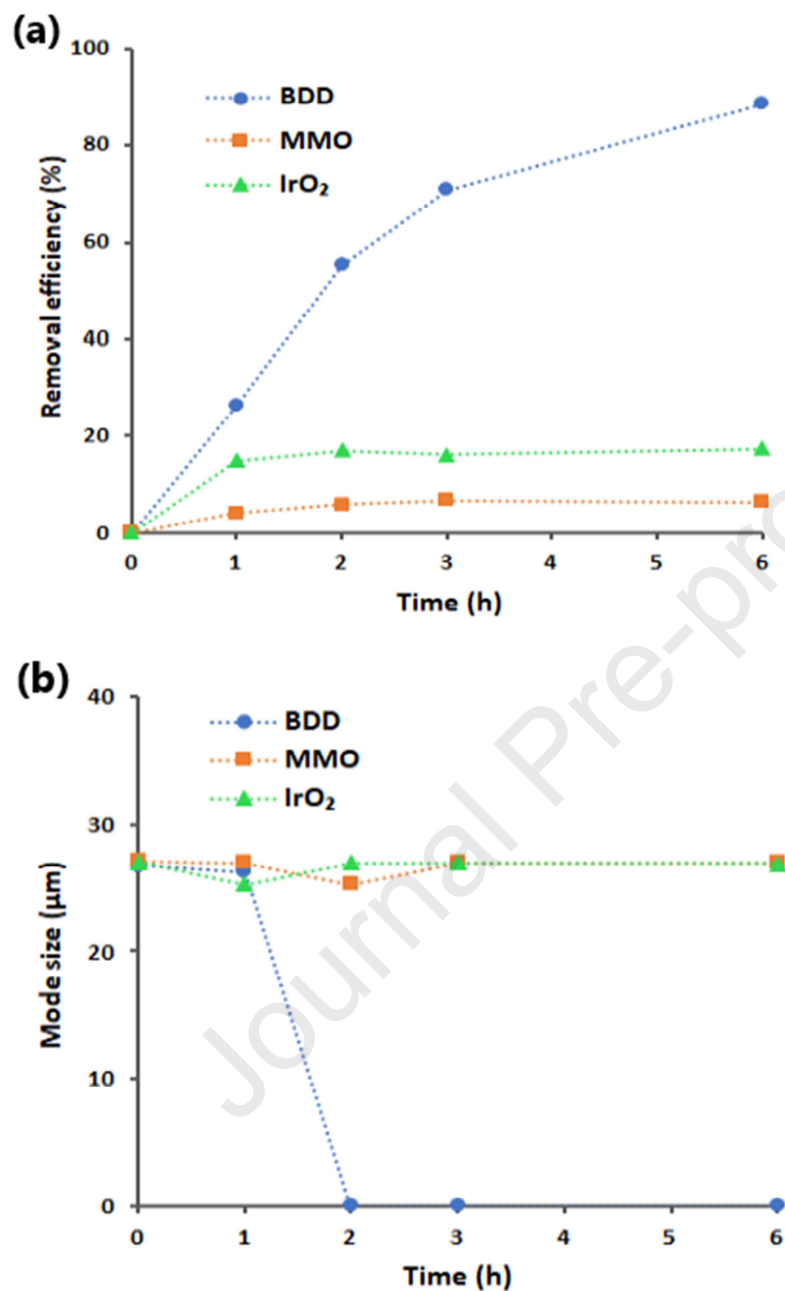 (a)
100
80
60
40
20
0
Removal efficiency (%)
BDD
MMO
IrO₂
0 1 2 3 4 5 6
Time (h)
(b)
40
30
20
10
0
Mode size (µm)
BDD
MMO
IrO₂
0 1 2 3 4 5 6
Time (h)
Journal Pre-pro